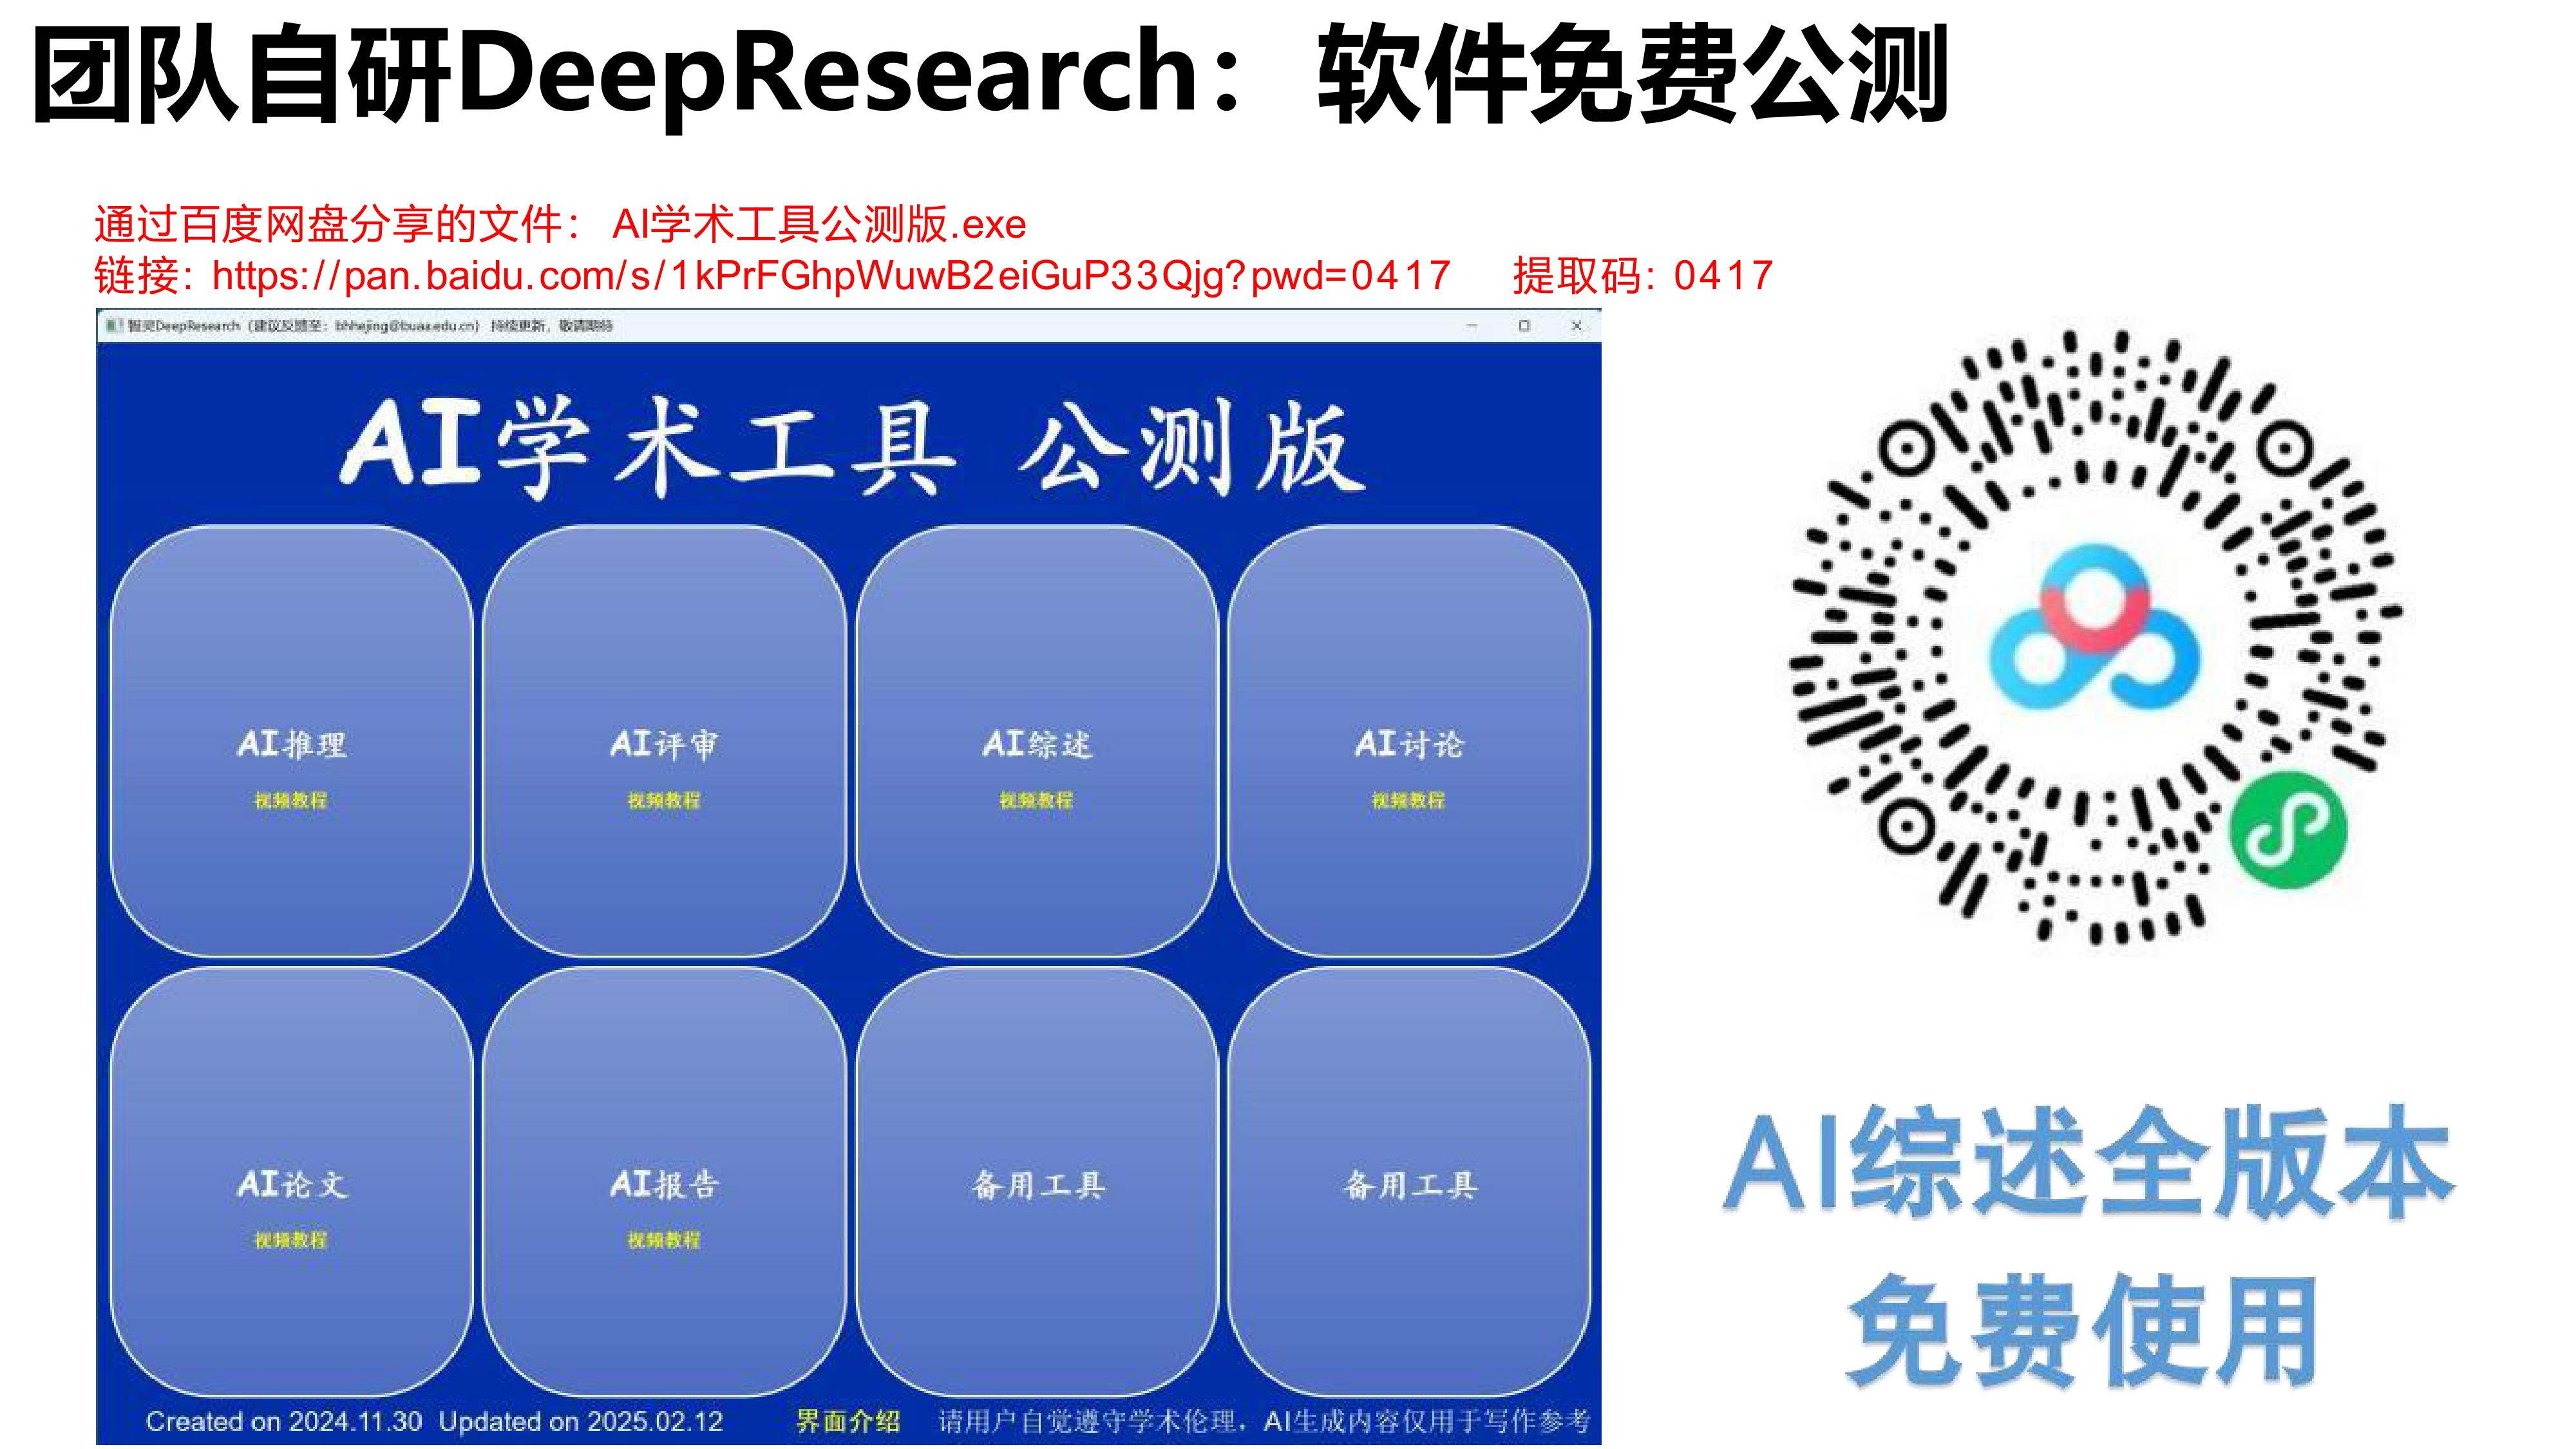 团队自研DeepResearch：软件免费公测
通过百度网盘分享的文件：AI学术工具公测版.exe
链接：https://pan.baidu.com/s/1kPrFGhpWuwB2eiGuP33Qjg?pwd=0417 提取码：0417
智灵DeepResearch（建议反馈至：bhhejing@buaa.edu.cn） 持续更新，敬请期待
AI学术工具 公测版
AI推理 AI评审 AI综述 AI讨论
视频教程 视频教程 视频教程 视频教程
AI论文 AI报告 备用工具 备用工具
视频教程 视频教程
Created on 2024.11.30 Updated on 2025.02.12 界面介绍 请用户自觉遵守学术伦理，AI生成内容仅用于写作参考
AI综述全版本
免费使用